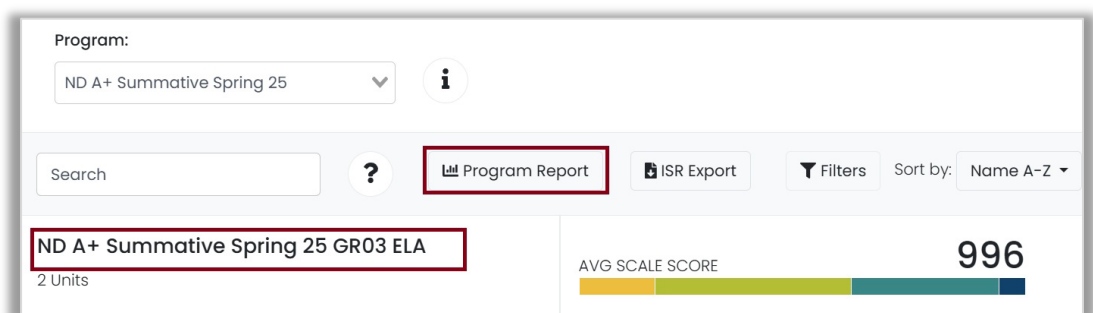 Program:
ND A+ Summative Spring 25
i
Search
?
Program Report
ISR Export
Filters
Sort by:
Name A-Z
ND A+ Summative Spring 25 GR03 ELA
2 Units
AVG SCALE SCORE
996